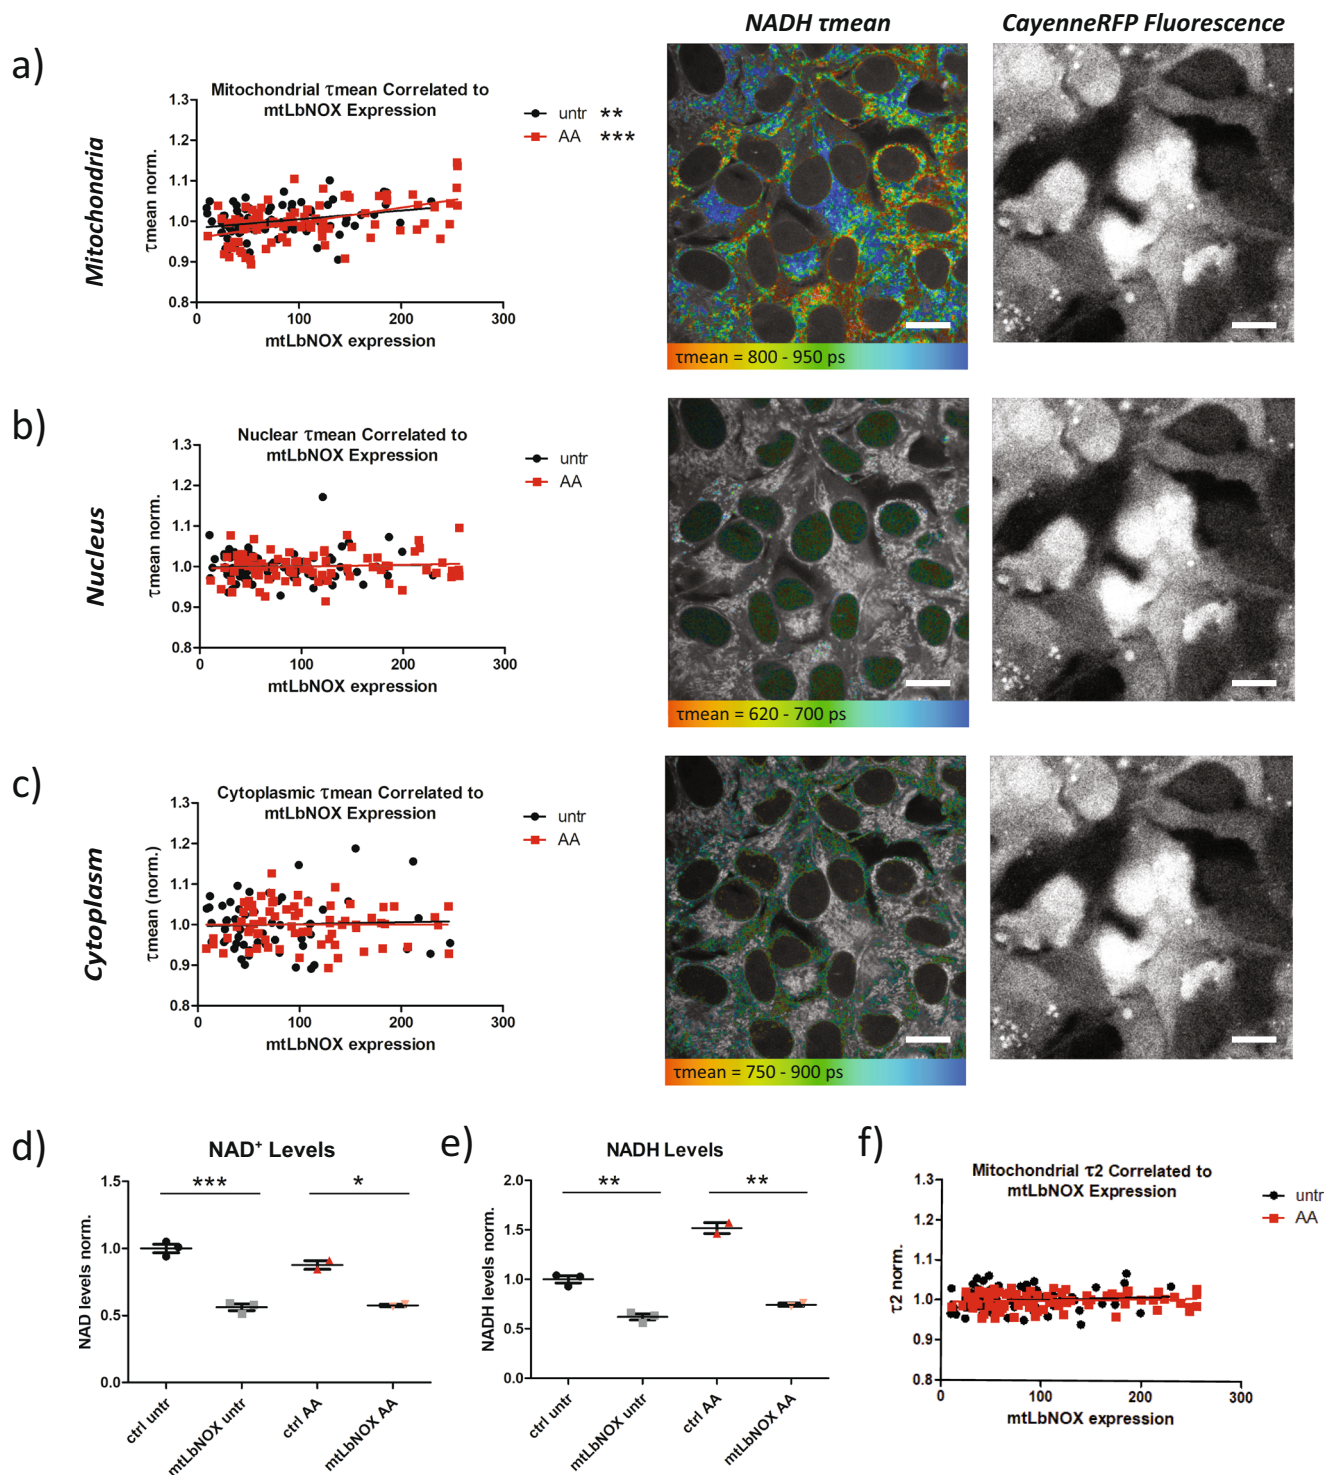 NADH τmean
CayenneRFP Fluorescence
a)
Mitochondria
Mitochondrial τmean Correlated to
mtLbNOX Expression
1.3
1.2
1.1
1.0
0.9
0.8
τmean norm.
0
100
200
300
mtLbNOX expression
untr **
AA ***
τmean = 800 - 950 ps
b)
Nucleus
Nuclear τmean Correlated to
mtLbNOX Expression
1.3
1.2
1.1
1.0
0.9
0.8
τmean norm.
0
100
200
300
mtLbNOX expression
untr
AA
τmean = 620 - 700 ps
c)
Cytoplasm
Cytoplasmic τmean Correlated to
mtLbNOX Expression
1.3
1.2
1.1
1.0
0.9
0.8
τmean (norm.)
0
100
200
300
mtLbNOX expression
untr
AA
τmean = 750 - 900 ps
d)
NAD⁺ Levels
1.5
1.0
0.5
0.0
NAD levels norm.
***
*
ctrl untr
mtLbNOX untr
ctrl AA
mtLbNOX AA
e)
NADH Levels
2.0
1.5
1.0
0.5
0.0
NADH levels norm.
**
**
ctrl untr
mtLbNOX untr
ctrl AA
mtLbNOX AA
f)
Mitochondrial τ2 Correlated to
mtLbNOX Expression
1.3
1.2
1.1
1.0
0.9
0.8
τ2 norm.
0
100
200
300
mtLbNOX expression
untr
AA